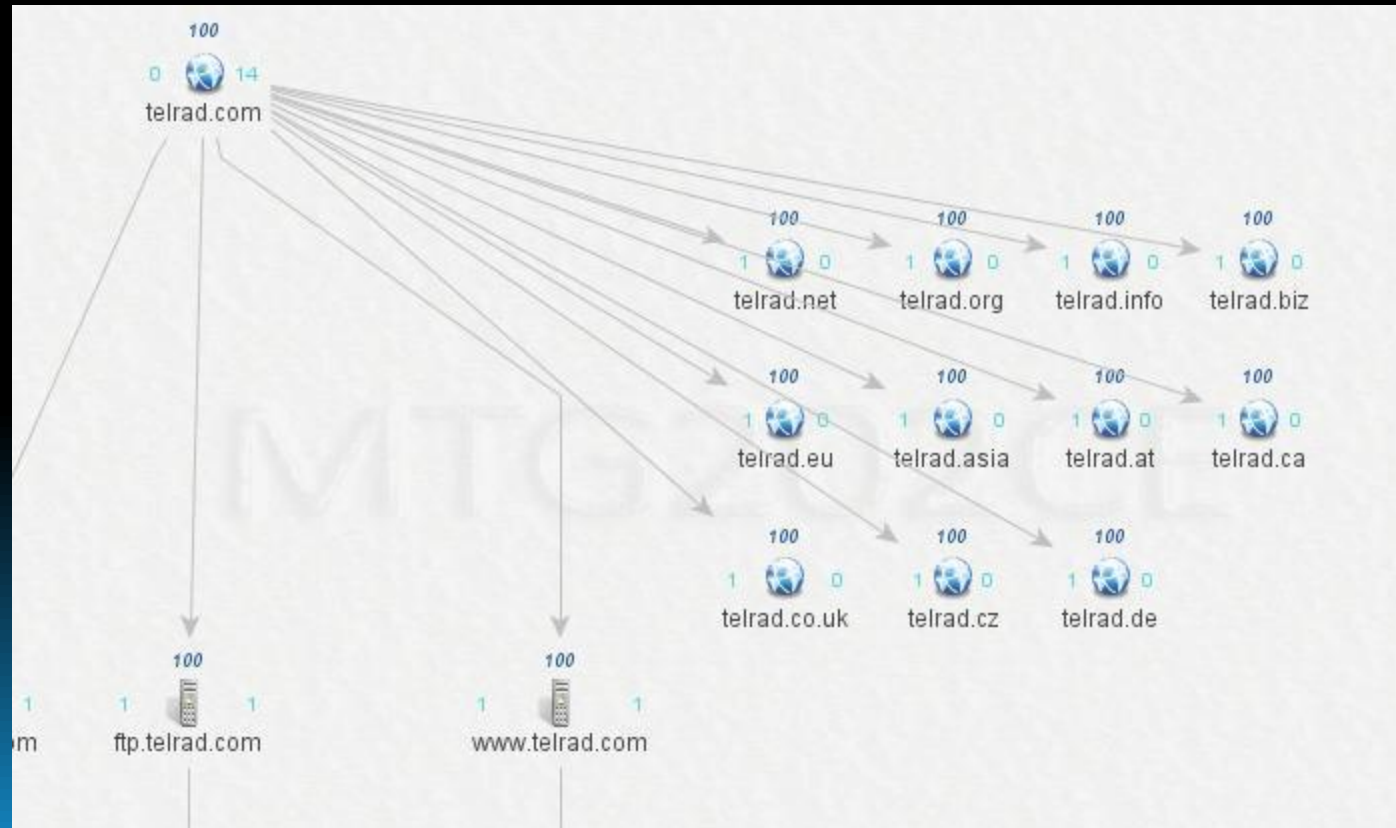 100
0 14
telrad.com
100 100 100 100
1 0 1 0 1 0 1 0
telrad.net telrad.org telrad.info telrad.biz
100 100 100 100
1 0 1 0 1 0 1 0
telrad.eu telrad.asia telrad.at telrad.ca
MTG202CE
100 100 100
1 0 1 0 1 0
telrad.co.uk telrad.cz telrad.de
100 100
1 1 1 1 1
om ftp.telrad.com www.telrad.com